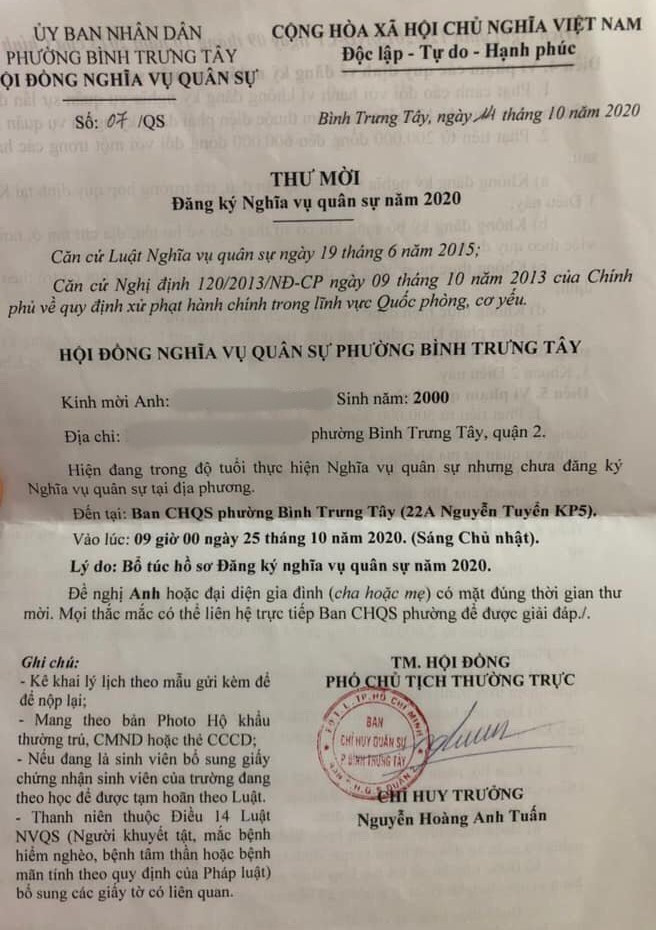 ỦY BAN NHÂN DÂN
PHƯỜNG BÌNH TRƯNG TÂY
ỘI ĐỒNG NGHĨA VỤ QUÂN SỰ
Số: 07 /QS
CỘNG HÒA XÃ HỘI CHỦ NGHĨA VIỆT NAM
Độc lập - Tự do - Hạnh phúc
Bình Trưng Tây, ngày 14 tháng 10 năm 2020
THƯ MỜI
Đăng ký Nghĩa vụ quân sự năm 2020
Căn cứ Luật Nghĩa vụ quân sự ngày 19 tháng 6 năm 2015;
Căn cứ Nghị định 120/2013/NĐ-CP ngày 09 tháng 10 năm 2013 của Chính
phủ về quy định xử phạt hành chính trong lĩnh vực Quốc phòng, cơ yếu.
HỘI ĐỒNG NGHĨA VỤ QUÂN SỰ PHƯỜNG BÌNH TRƯNG TÂY
Kính mời Anh: Sinh năm: 2000
Địa chỉ: phường Bình Trưng Tây, quận 2.
Hiện đang trong độ tuổi thực hiện Nghĩa vụ quân sự nhưng chưa đăng ký
Nghĩa vụ quân sự tại địa phương.
Đến tại: Ban CHQS phường Bình Trưng Tây (22A Nguyễn Tuyển KP5).
Vào lúc: 09 giờ 00 ngày 25 tháng 10 năm 2020. (Sáng Chủ nhật).
Lý do: Bổ túc hồ sơ Đăng ký nghĩa vụ quân sự năm 2020.
Đề nghị Anh hoặc đại diện gia đình (cha hoặc mẹ) có mặt đúng thời gian thư
mời. Mọi thắc mắc có thể liên hệ trực tiếp Ban CHQS phường để được giải đáp./.
Ghi chú:
- Kê khai lý lịch theo mẫu gửi kèm để
để nộp lại;
- Mang theo bản Photo Hộ khẩu
thường trú, CMND hoặc thẻ CCCD;
- Nếu đang là sinh viên bổ sung giấy
chứng nhận sinh viên của trường đang
theo học để được tạm hoãn theo Luật.
- Thanh niên thuộc Điều 14 Luật
NVQS (Người khuyết tật, mắc bệnh
hiểm nghèo, bệnh tâm thần hoặc bệnh
mãn tính theo quy định của Pháp luật)
bổ sung các giấy tờ có liên quan.
TM. HỘI ĐỒNG
PHÓ CHỦ TỊCH THƯỜNG TRỰC
BAN
CHỈ HUY QUÂN SỰ
P. BÌNH TRƯNG TÂY
CHỈ HUY TRƯỞNG
Nguyễn Hoàng Anh Tuấn